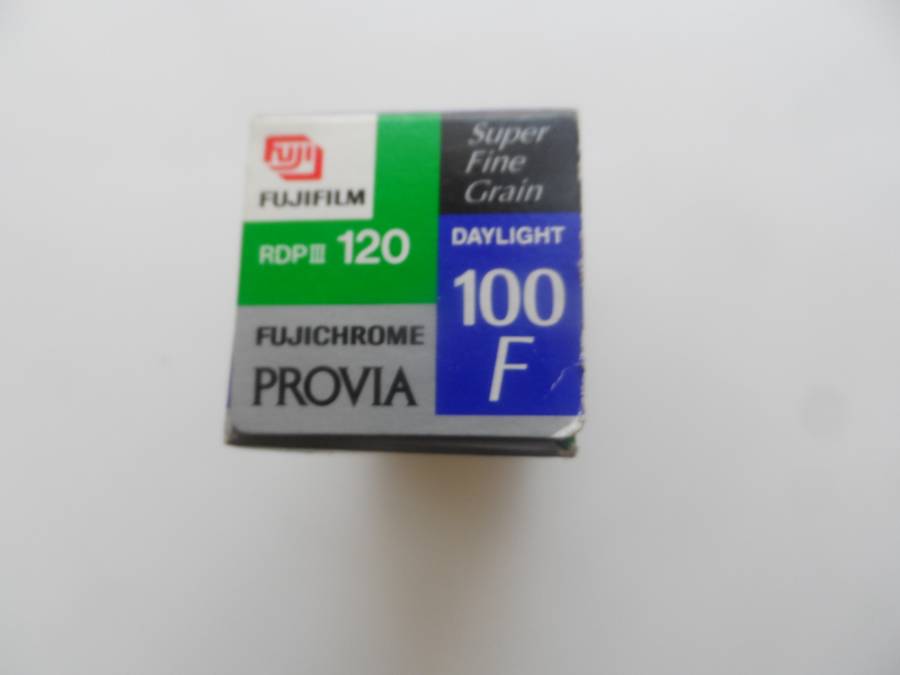 FUJI
FUJIFILM
RDPⅢ 120
FUJICHROME
PROVIA
Super
Fine
Grain
DAYLIGHT
100
F